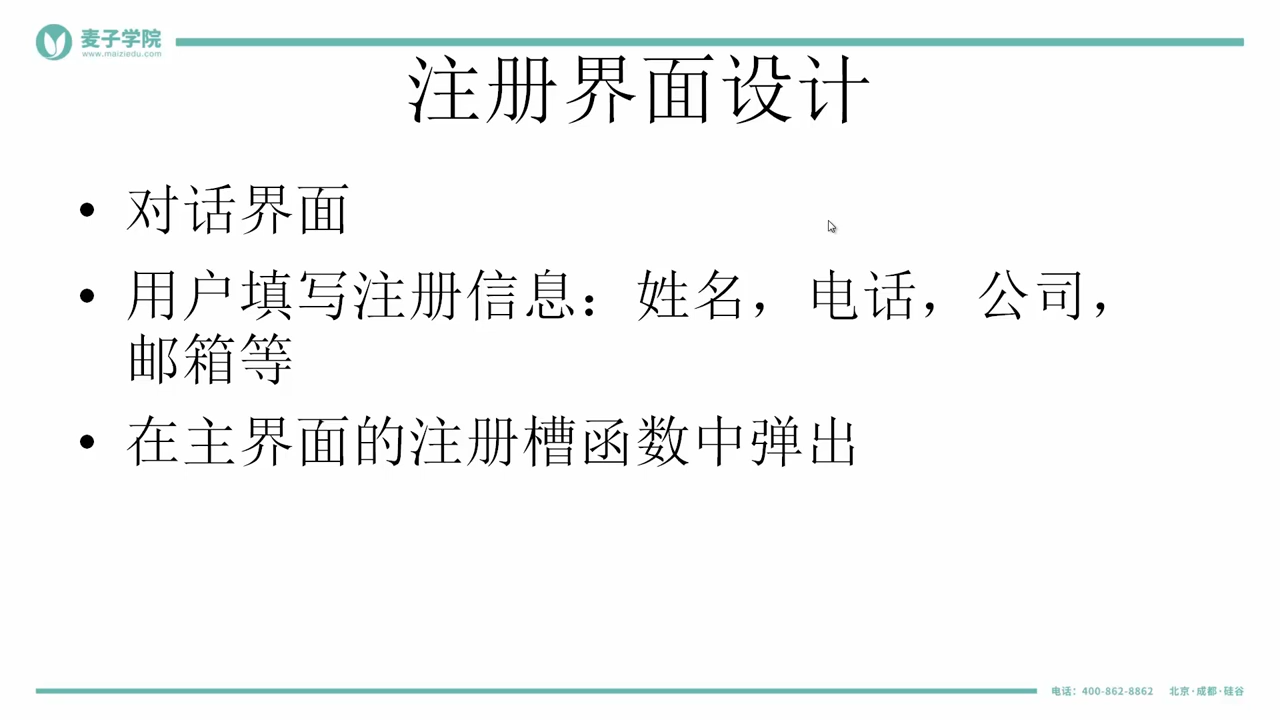 麦子学院
www.maiziedu.com
注册界面设计
• 对话界面
• 用户填写注册信息：姓名，电话，公司，
邮箱等
• 在主界面的注册槽函数中弹出
电话：400-862-8862 北京·成都·硅谷